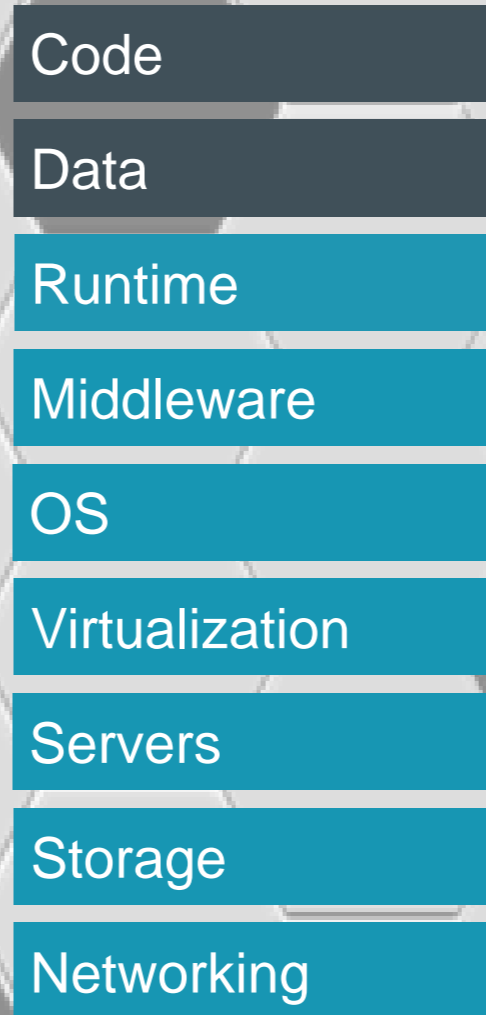 Code
Data
Runtime
Middleware
OS
Virtualization
Servers
Storage
Networking